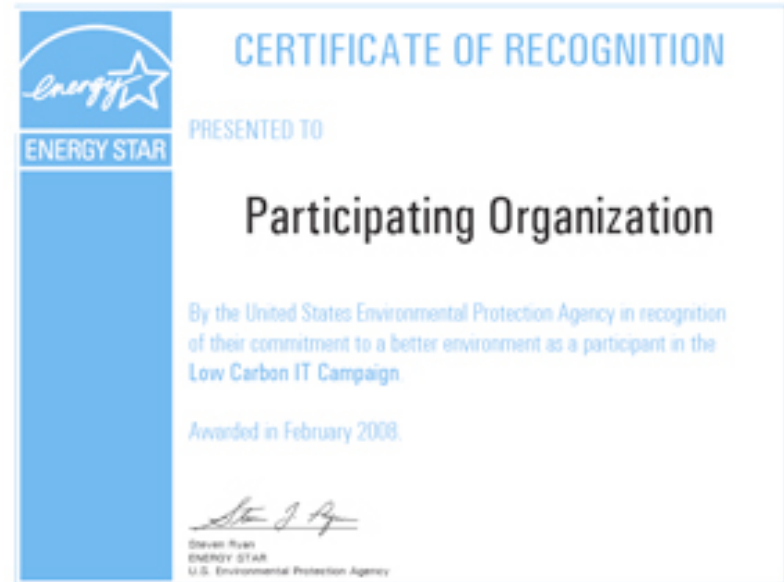 energy
ENERGY STAR
CERTIFICATE OF RECOGNITION
PRESENTED TO
Participating Organization
By the United States Environmental Protection Agency in recognition
of their commitment to a better environment as a participant in the
Low Carbon IT Campaign.
Awarded in February 2008.
Steven Ryan
ENERGY STAR
U.S. Environmental Protection Agency